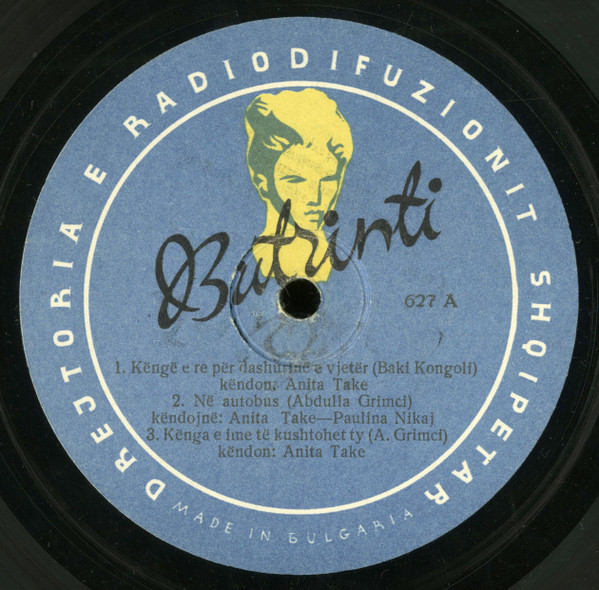 DREJTORIA E RADIODIFUZIONIT SHQIPETAR
Butrinti
627 A
1. Këngë e re për dashurinë e vjetër (Baki Kongoli)
këndon: Anita Take
2. Në autobus (Abdulla Grimci)
këndojnë: Anita Take—Paulina Nikaj
3. Kënga e ime të kushtohet ty (A. Grimci)
këndon: Anita Take
MADE IN BULGARIA